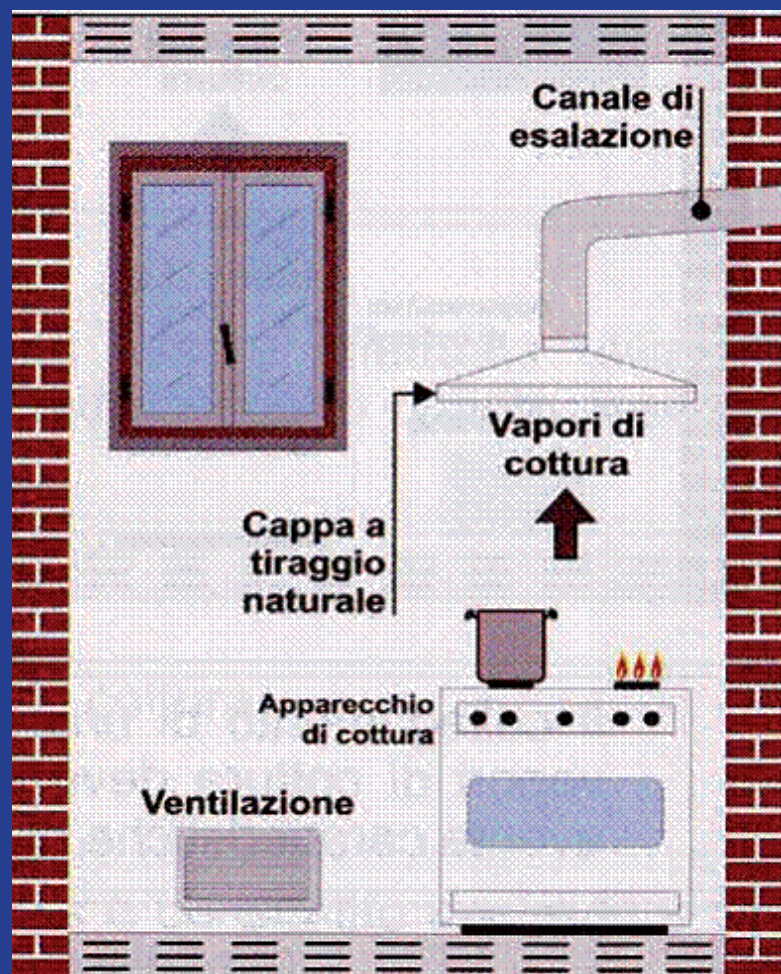 Canale di
esalazione
Vapori di
cottura
Cappa a
tiraggio
naturale
Apparecchio
di cottura
Ventilazione